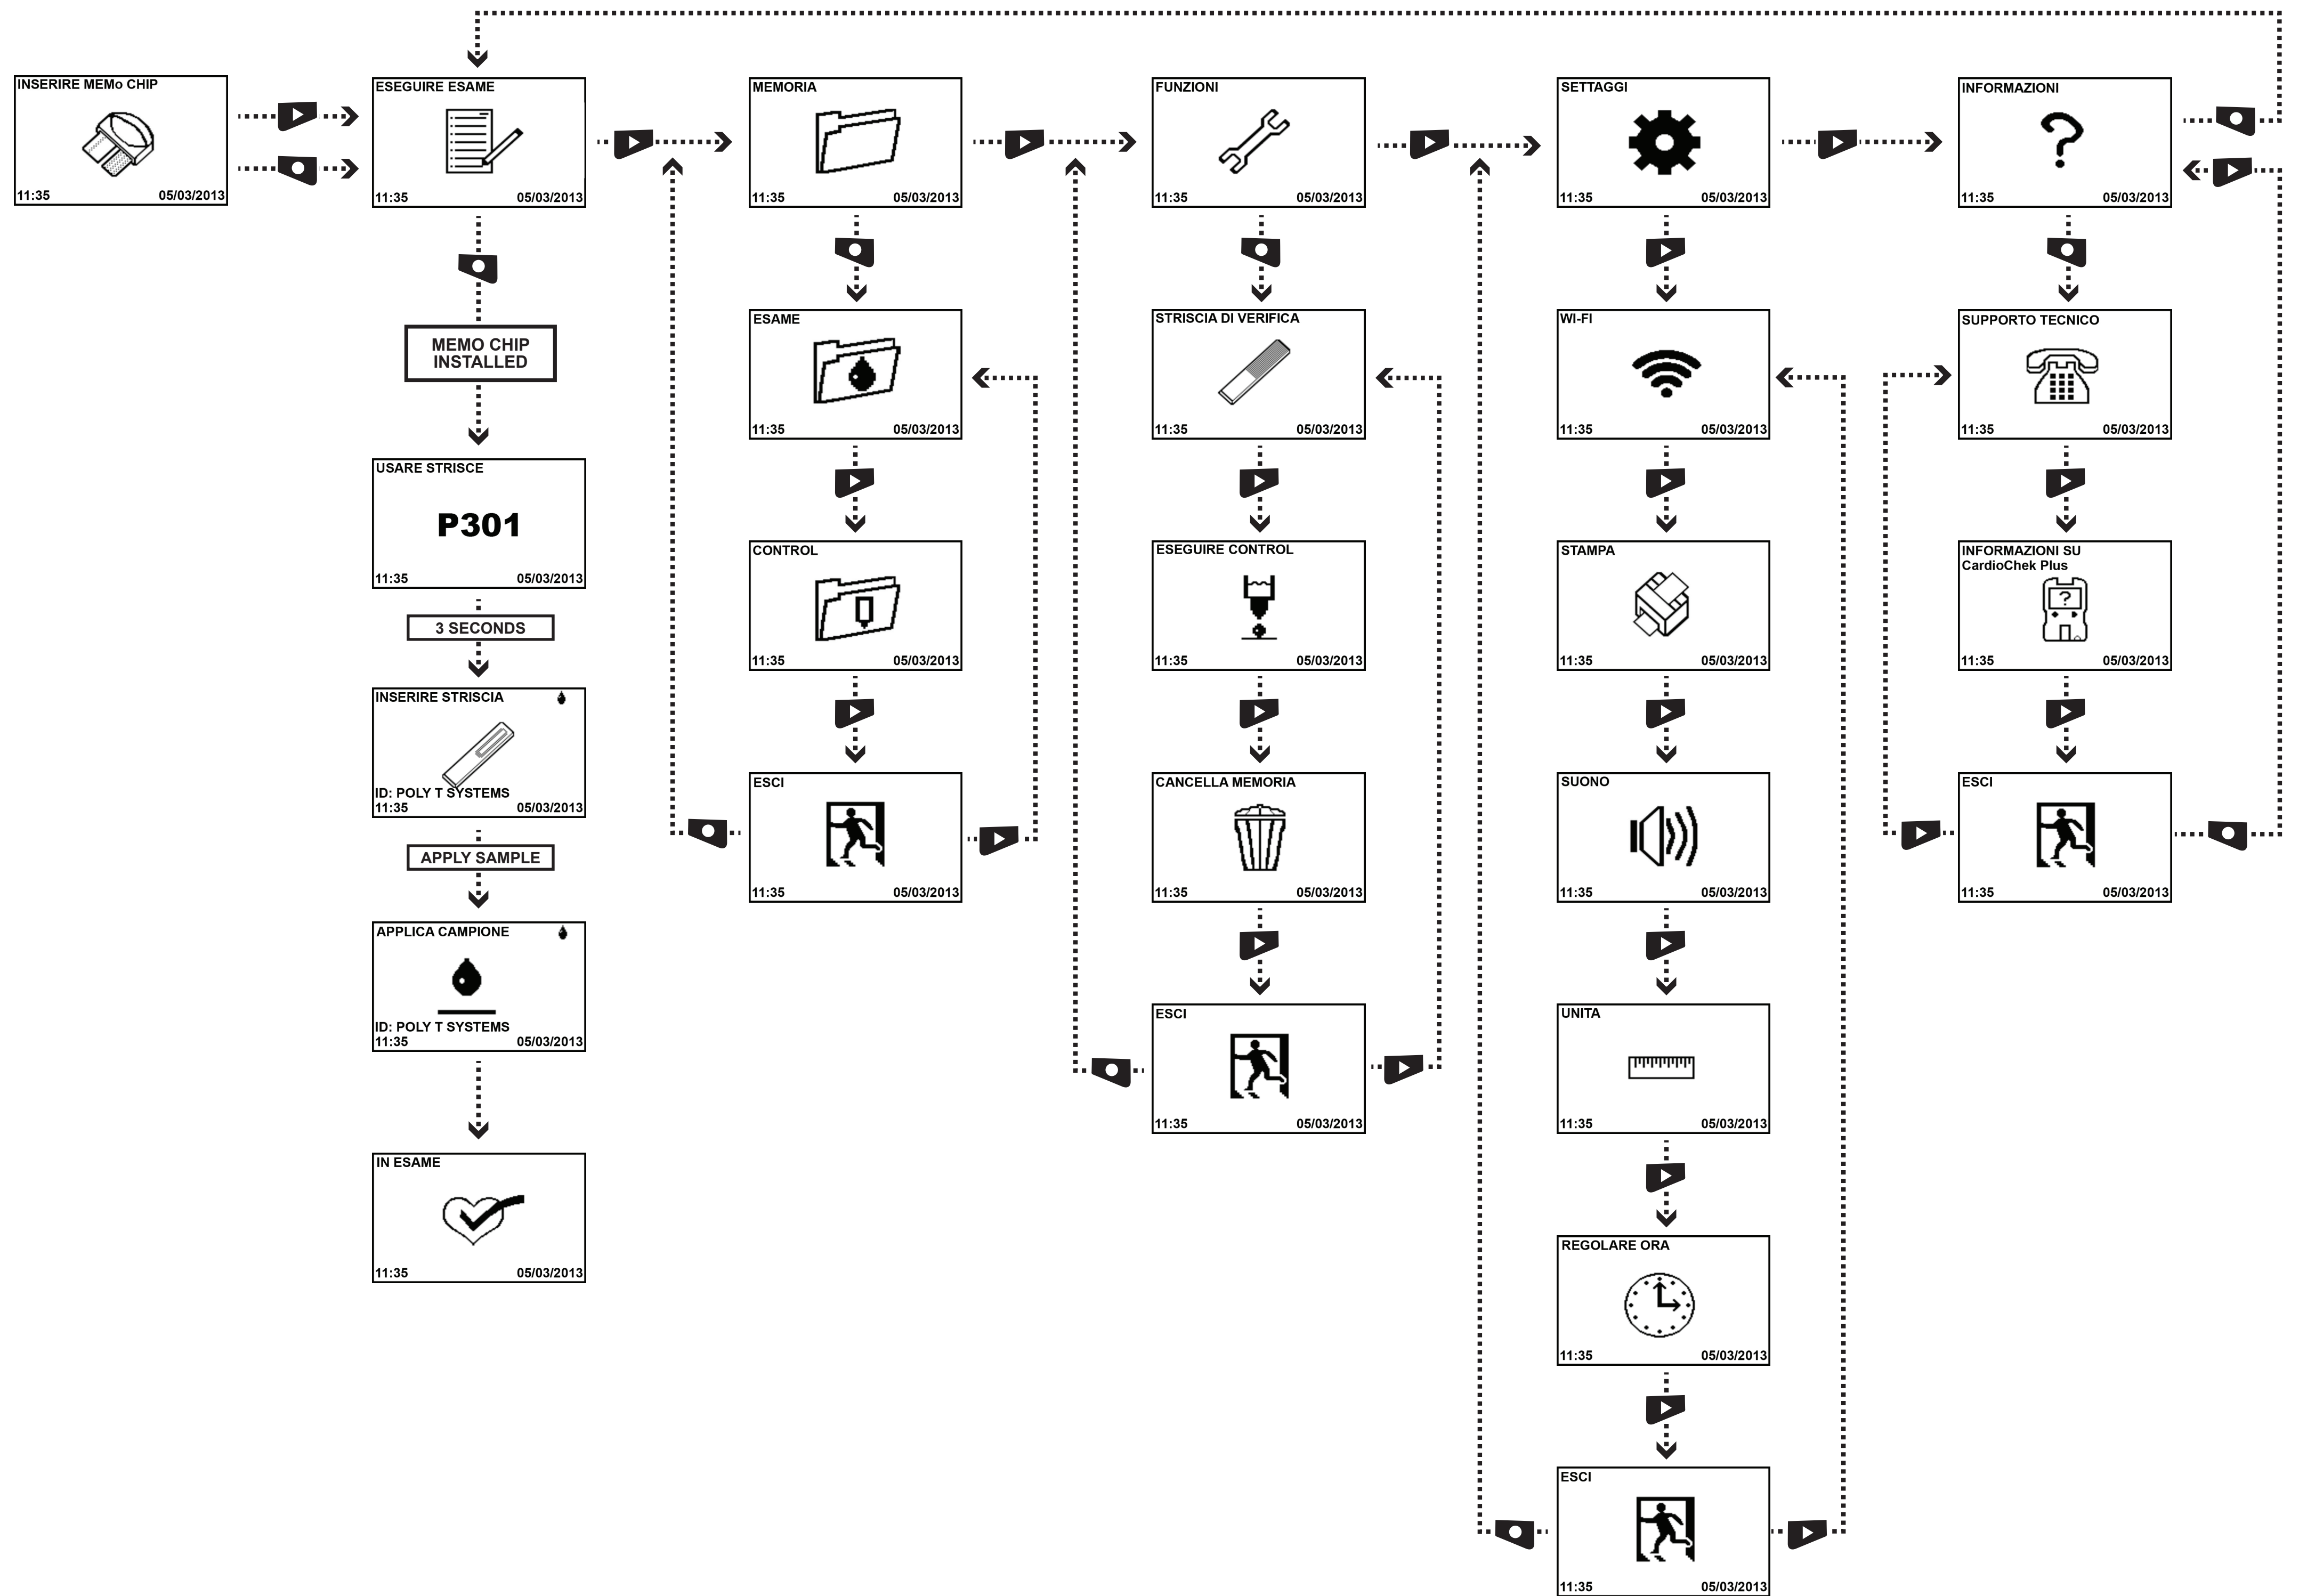 INSERIRE MEMo CHIP
11:35 05/03/2013
ESEGUIRE ESAME
11:35 05/03/2013
MEMORIA
11:35 05/03/2013
FUNZIONI
11:35 05/03/2013
SETTAGGI
11:35 05/03/2013
INFORMAZIONI
?
11:35 05/03/2013
MEMO CHIP
INSTALLED
USARE STRISCE
P301
11:35 05/03/2013
3 SECONDS
INSERIRE STRISCIA
ID: POLY T SYSTEMS
11:35 05/03/2013
APPLY SAMPLE
APPLICA CAMPIONE
ID: POLY T SYSTEMS
11:35 05/03/2013
IN ESAME
11:35 05/03/2013
ESAME
11:35 05/03/2013
CONTROL
11:35 05/03/2013
ESCI
11:35 05/03/2013
STRISCIA DI VERIFICA
11:35 05/03/2013
ESEGUIRE CONTROL
11:35 05/03/2013
CANCELLA MEMORIA
11:35 05/03/2013
ESCI
11:35 05/03/2013
WI-FI
11:35 05/03/2013
STAMPA
11:35 05/03/2013
SUONO
11:35 05/03/2013
UNITA
11:35 05/03/2013
REGOLARE ORA
11:35 05/03/2013
ESCI
11:35 05/03/2013
SUPPORTO TECNICO
11:35 05/03/2013
INFORMAZIONI SU
CardioChek Plus
?
11:35 05/03/2013
ESCI
11:35 05/03/2013